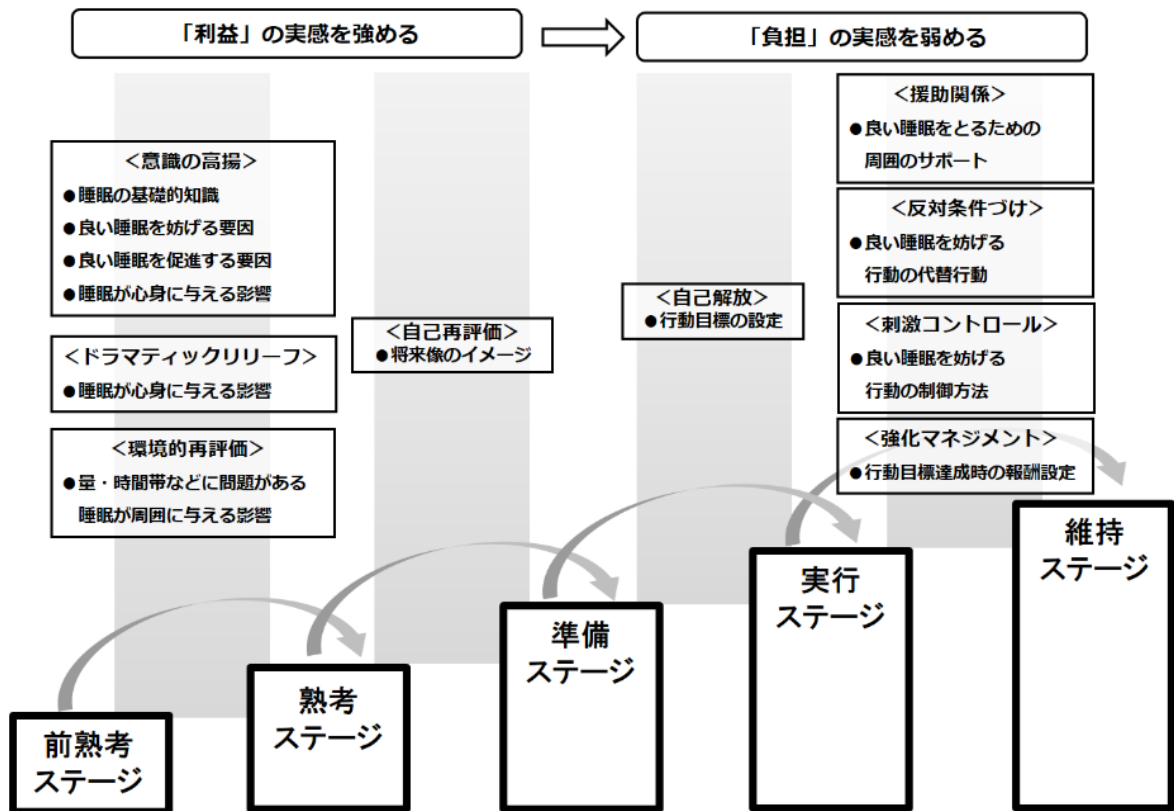 「利益」の実感を強める
「負担」の実感を弱める
＜意識の高揚＞
●睡眠の基礎的知識
●良い睡眠を妨げる要因
●良い睡眠を促進する要因
●睡眠が心身に与える影響
＜ドラマティックリリーフ＞
●睡眠が心身に与える影響
＜環境的再評価＞
●量・時間帯などに問題がある
睡眠が周囲に与える影響
＜自己再評価＞
●将来像のイメージ
＜自己解放＞
●行動目標の設定
＜援助関係＞
●良い睡眠をとるための
周囲のサポート
＜反対条件づけ＞
●良い睡眠を妨げる
行動の代替行動
＜刺激コントロール＞
●良い睡眠を妨げる
行動の制御方法
＜強化マネジメント＞
●行動目標達成時の報酬設定
前熟考
ステージ
熟考
ステージ
準備
ステージ
実行
ステージ
維持
ステージ